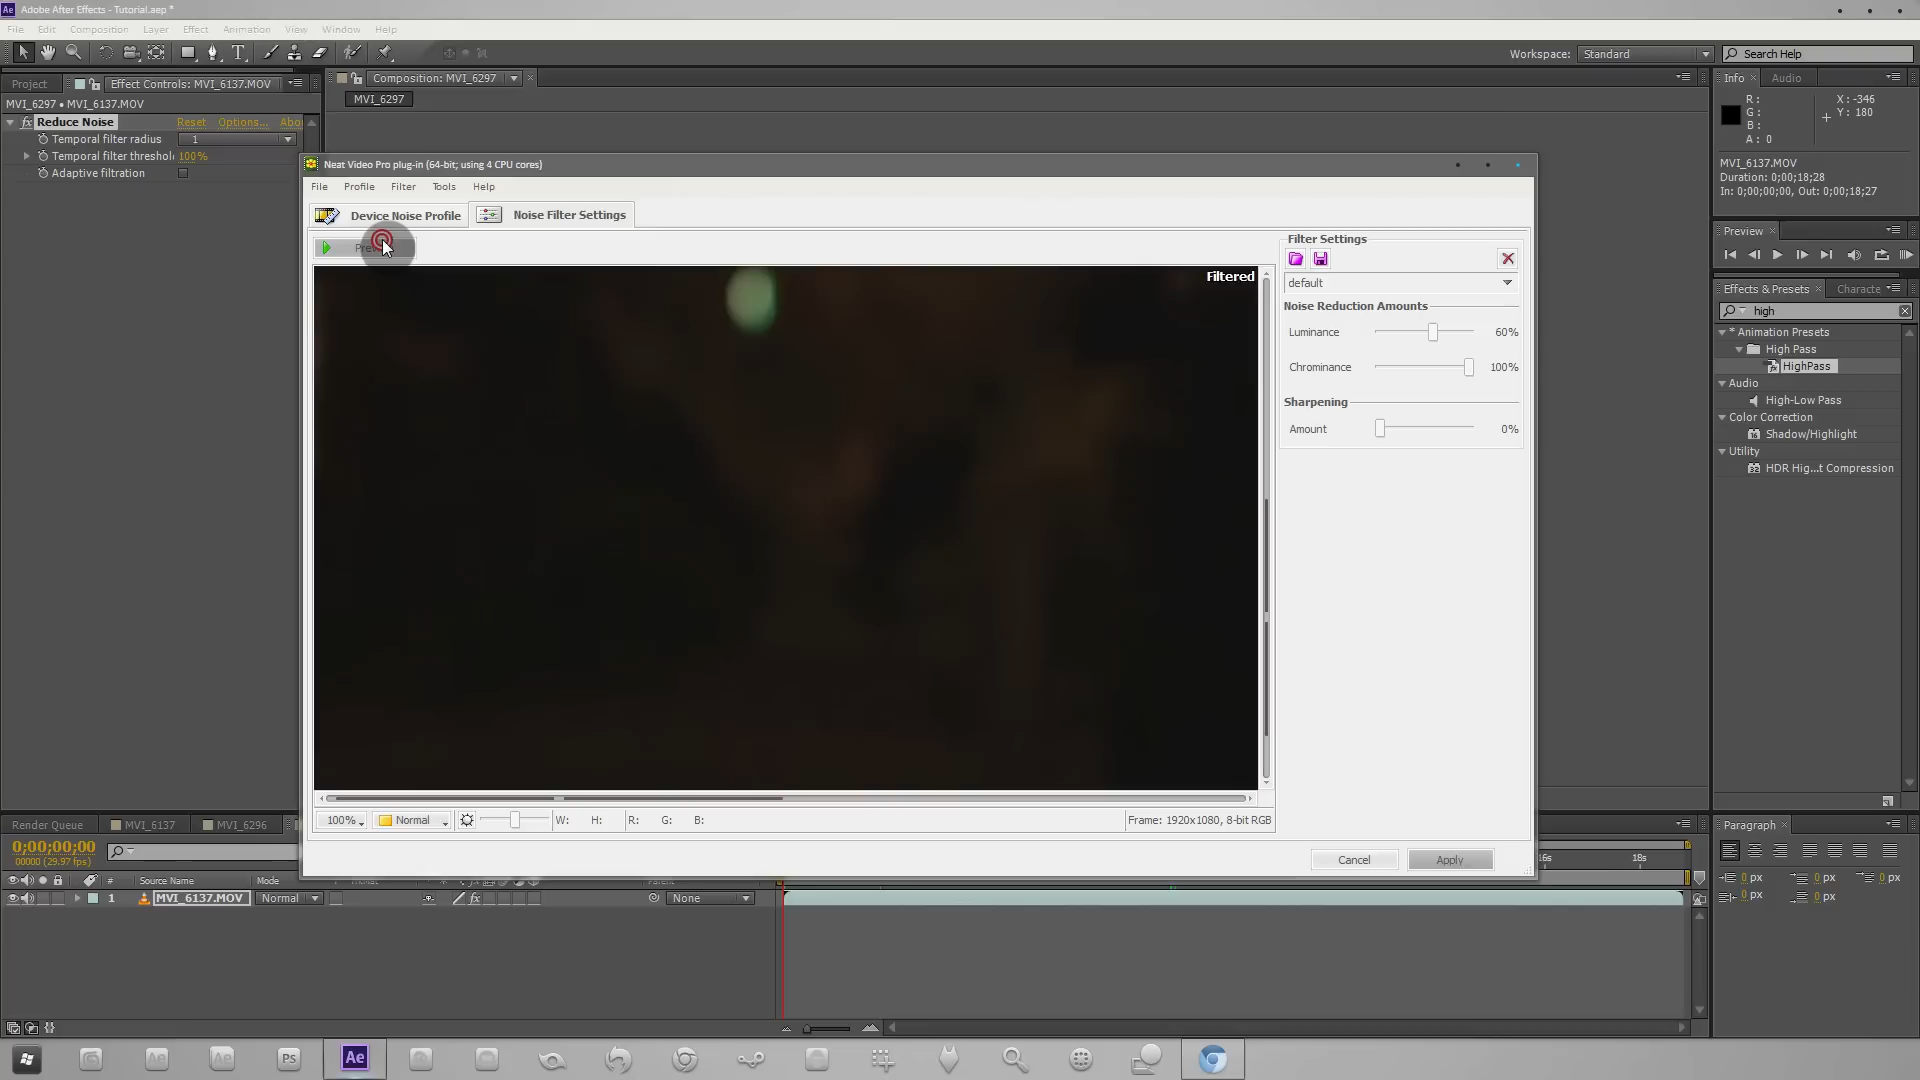 Adobe After Effects - Tutorial.aep *
File Edit Composition Layer Effect Animation View Window Help
Workspace: Standard Search Help
Project Effect Controls: MVI_6137.MOV Composition: MVI_6297 Info Audio
MVI_6297
MVI_6297 • MVI_6137.MOV
Reduce Noise Reset Options... Abo
Temporal filter radius 1
Temporal filter threshol 100%
Adaptive filtration
Neat Video Pro plug-in (64-bit; using 4 CPU cores)
File Profile Filter Tools Help
Device Noise Profile Noise Filter Settings
Filtered
Filter Settings
default
Noise Reduction Amounts
Luminance 60%
Chrominance 100%
Sharpening
Amount 0%
100% Normal W: H: R: G: B: Frame: 1920x1080, 8-bit RGB
Cancel Apply
R: X: -346
G: Y: 180
B:
A: 0
MVI_6137.MOV
Duration: 0;00;18;28
In: 0;00;00;00, Out: 0;00;18;27
Preview
Effects & Presets Characte
high
* Animation Presets
High Pass
HighPass
Audio
High-Low Pass
Color Correction
Shadow/Highlight
Utility
HDR Hig...t Compression
Render Queue MVI_6137 MVI_6296
0;00;00;00
00000 (29.97 fps)
16s 18s
# Source Name Mode
1 MVI_6137.MOV Normal None
Paragraph
0 px 0 px 0 px
0 px 0 px
Ae Ps Ae